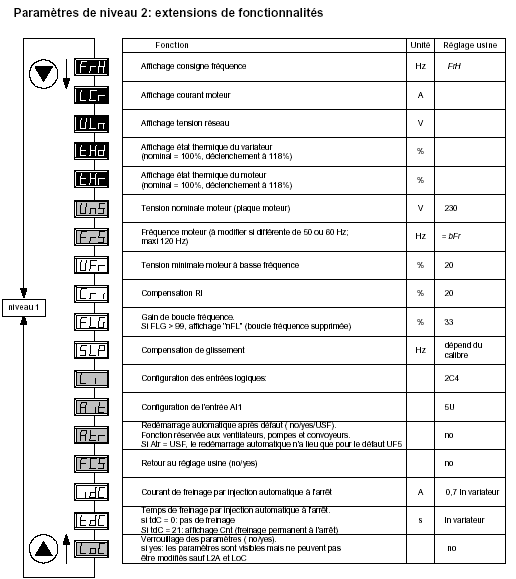 Paramètres de niveau 2: extensions de fonctionnalités
Fonction Unité Réglage usine
FrH Affichage consigne fréquence Hz FrH
LCr Affichage courant moteur A
ULn Affichage tension réseau V
tHd Affichage état thermique du variateur
(nominal = 100%, déclenchement à 118%) %
tHr Affichage état thermique du moteur
(nominal = 100%, déclenchement à 118%) %
UnS Tension nominale moteur (plaque moteur) V 230
FrS Fréquence moteur (à modifier si différente de 50 ou 60 Hz;
maxi 120 Hz) Hz = bFr
UFr Tension minimale moteur à basse fréquence % 20
Cri Compensation RI % 20
niveau 1
FLG Gain de boucle fréquence.
Si FLG > 99, affichage "nFL" (boucle fréquence supprimée) % 33
SLP Compensation de glissement Hz dépend du
calibre
Li Configuration des entrées logiques: 2C4
Ait Configuration de l'entrée AI1 5U
Atr Redémarrage automatique après défaut ( no/yes/USF).
Fonction réservée aux ventilateurs, pompes et convoyeurs.
Si Atr = USF, le redémarrage automatique n'a lieu que pour le défaut UF5 no
FCS Retour au réglage usine (no/yes) no
idC Courant de freinage par injection automatique à l'arrêt A 0,7 In variateur
tdC Temps de freinage par injection automatique à l'arrêt.
si tdC = 0: pas de freinage
Si tdC = 21: affichage Cnt (freinage permanent à l'arrêt) s In variateur
LoC Verrouillage des paramètres ( no/yes).
si yes: les paramètres sont visibles mais ne peuvent pas
être modifiés sauf L2A et LoC no